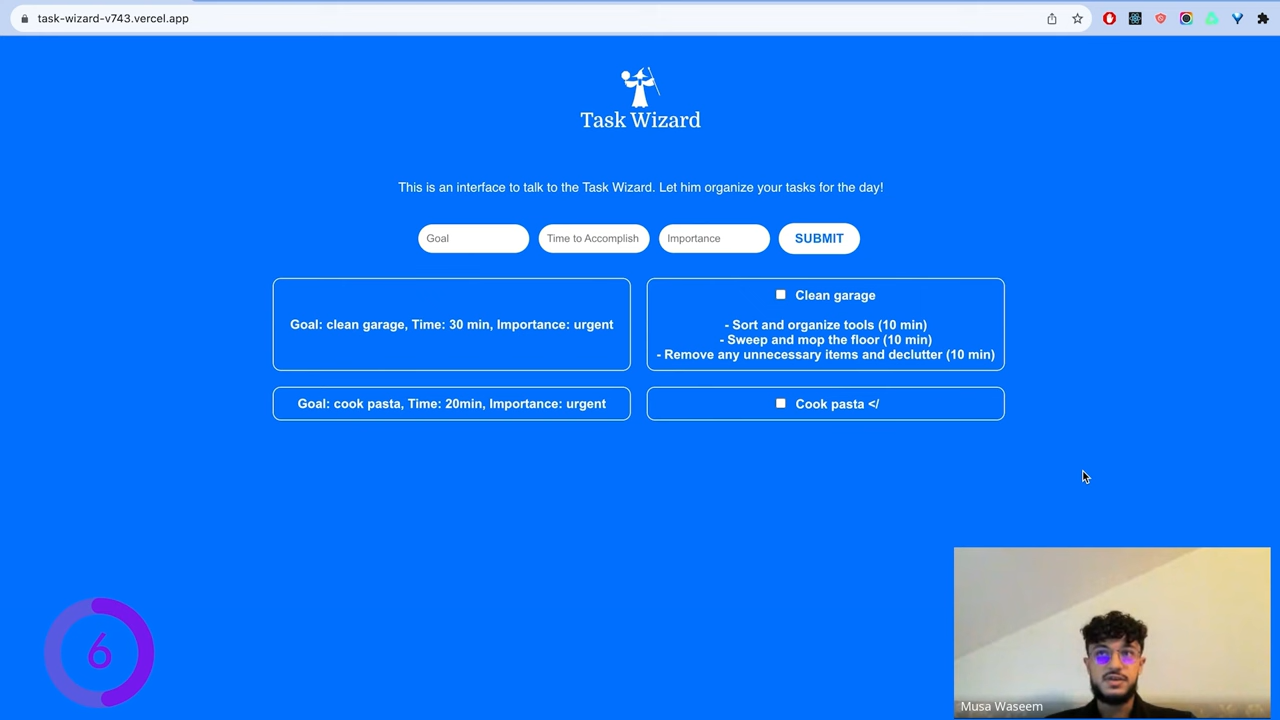 task-wizard-v743.vercel.app
Task Wizard
This is an interface to talk to the Task Wizard. Let him organize your tasks for the day!
Goal
Time to Accomplish
Importance
SUBMIT
Goal: clean garage, Time: 30 min, Importance: urgent
Clean garage
- Sort and organize tools (10 min)
- Sweep and mop the floor (10 min)
- Remove any unnecessary items and declutter (10 min)
Goal: cook pasta, Time: 20min, Importance: urgent
Cook pasta </
6
Musa Waseem